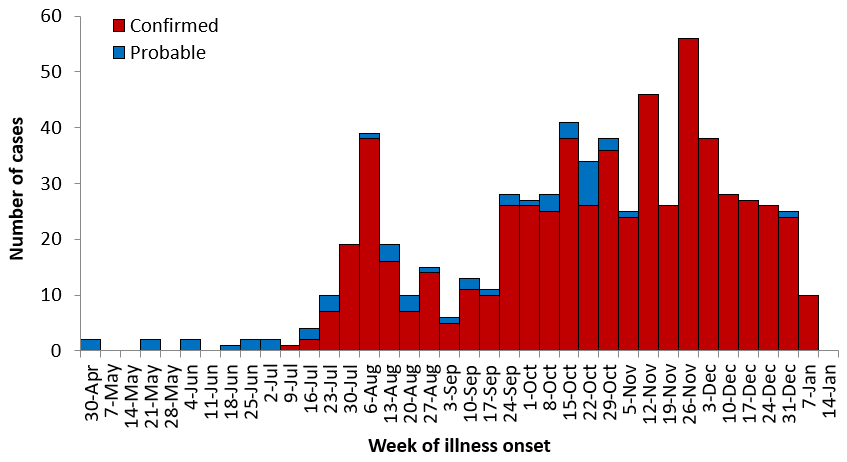 Confirmed
Probable
Number of cases
60
50
40
30
20
10
0
30-Apr
7-May
14-May
21-May
28-May
4-Jun
11-Jun
18-Jun
25-Jun
2-Jul
9-Jul
16-Jul
23-Jul
30-Jul
6-Aug
13-Aug
20-Aug
27-Aug
3-Sep
10-Sep
17-Sep
24-Sep
1-Oct
8-Oct
15-Oct
22-Oct
29-Oct
5-Nov
12-Nov
19-Nov
26-Nov
3-Dec
10-Dec
17-Dec
24-Dec
31-Dec
7-Jan
14-Jan
Week of illness onset